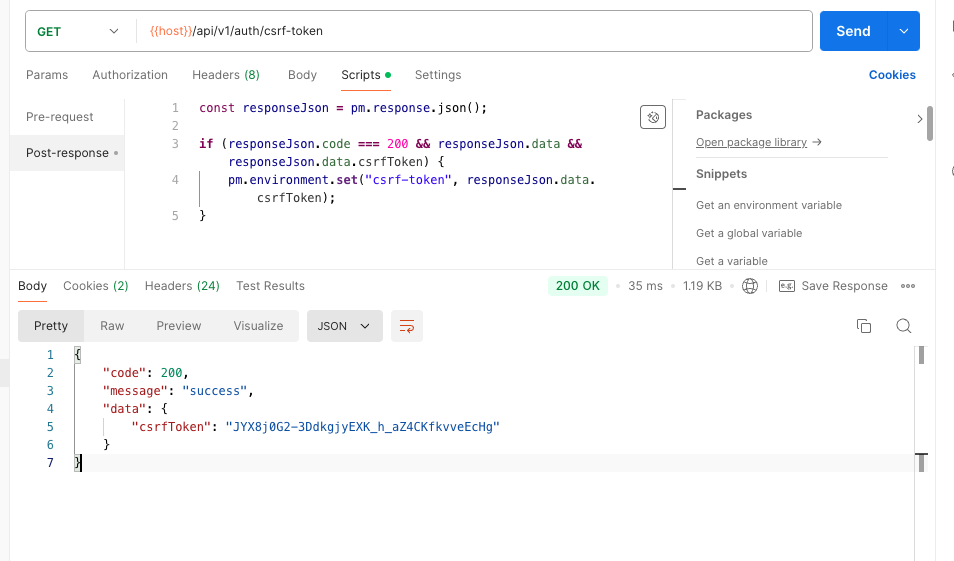 GET {{host}}/api/v1/auth/csrf-token Send
Params Authorization Headers (8) Body Scripts Settings Cookies
Pre-request
Post-response
1 const responseJson = pm.response.json();
2
3 if (responseJson.code === 200 && responseJson.data &&
responseJson.data.csrfToken) {
4 pm.environment.set("csrf-token", responseJson.data.
csrfToken);
5 }
Packages
Open package library →
Snippets
Get an environment variable
Get a global variable
Get a variable
Body Cookies (2) Headers (24) Test Results 200 OK • 35 ms • 1.19 KB • e.g. Save Response
Pretty Raw Preview Visualize JSON
1 {
2 "code": 200,
3 "message": "success",
4 "data": {
5 "csrfToken": "JYX8j0G2-3DdkgjyEXK_h_aZ4CKfkvveEcHg"
6 }
7 }